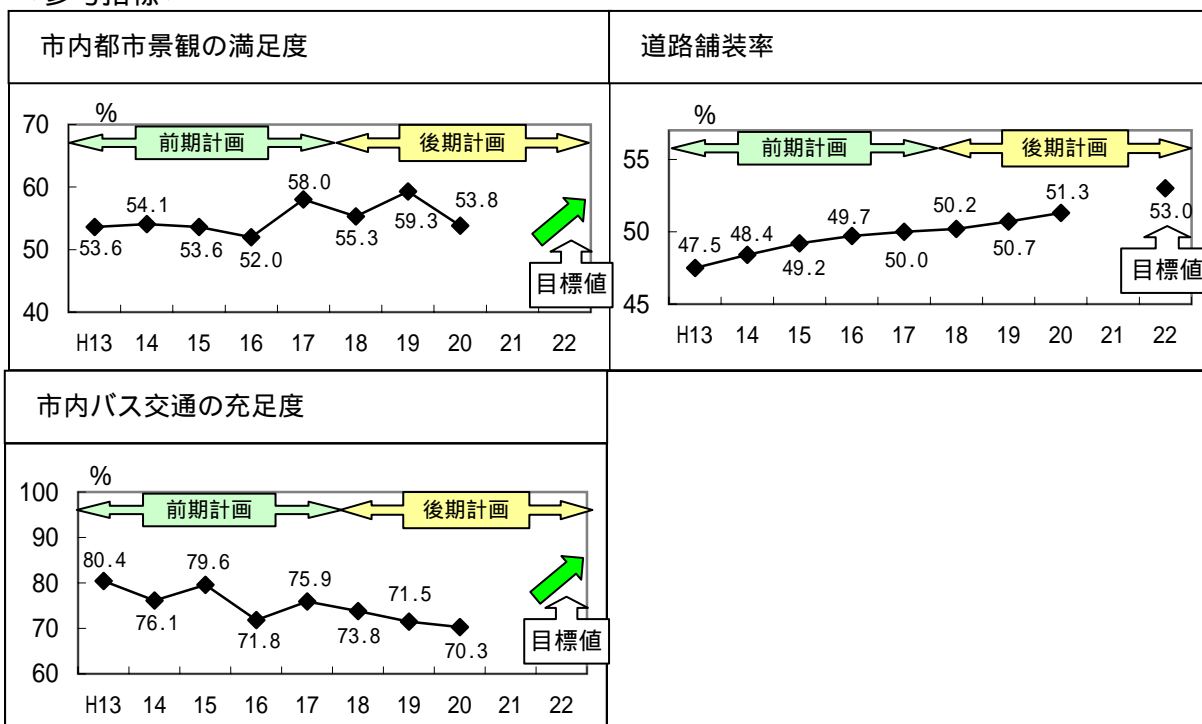 市内都市景観の満足度
%
70
60
50
40
前期計画
後期計画
53.6
54.1
53.6
52.0
58.0
55.3
59.3
53.8
目標値
H13 14 15 16 17 18 19 20 21 22
道路舗装率
%
55
50
45
前期計画
後期計画
47.5
48.4
49.2
49.7
50.0
50.2
50.7
51.3
53.0
目標値
H13 14 15 16 17 18 19 20 21 22
市内バス交通の充足度
%
100
90
80
70
60
前期計画
後期計画
80.4
76.1
79.6
71.8
75.9
73.8
71.5
70.3
目標値
H13 14 15 16 17 18 19 20 21 22